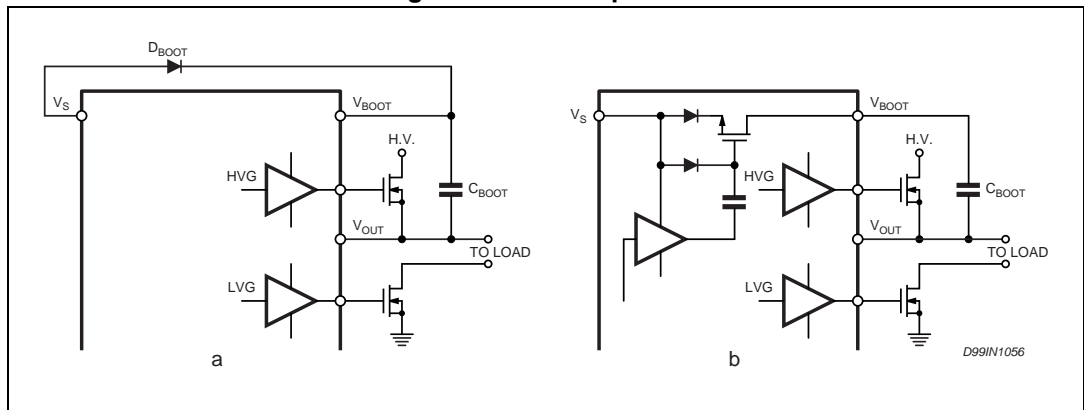 D_BOOT
V_S
V_BOOT
H.V.
HVG
C_BOOT
V_OUT
TO LOAD
LVG
a
V_S
V_BOOT
H.V.
HVG
C_BOOT
V_OUT
TO LOAD
LVG
b
D99IN1056